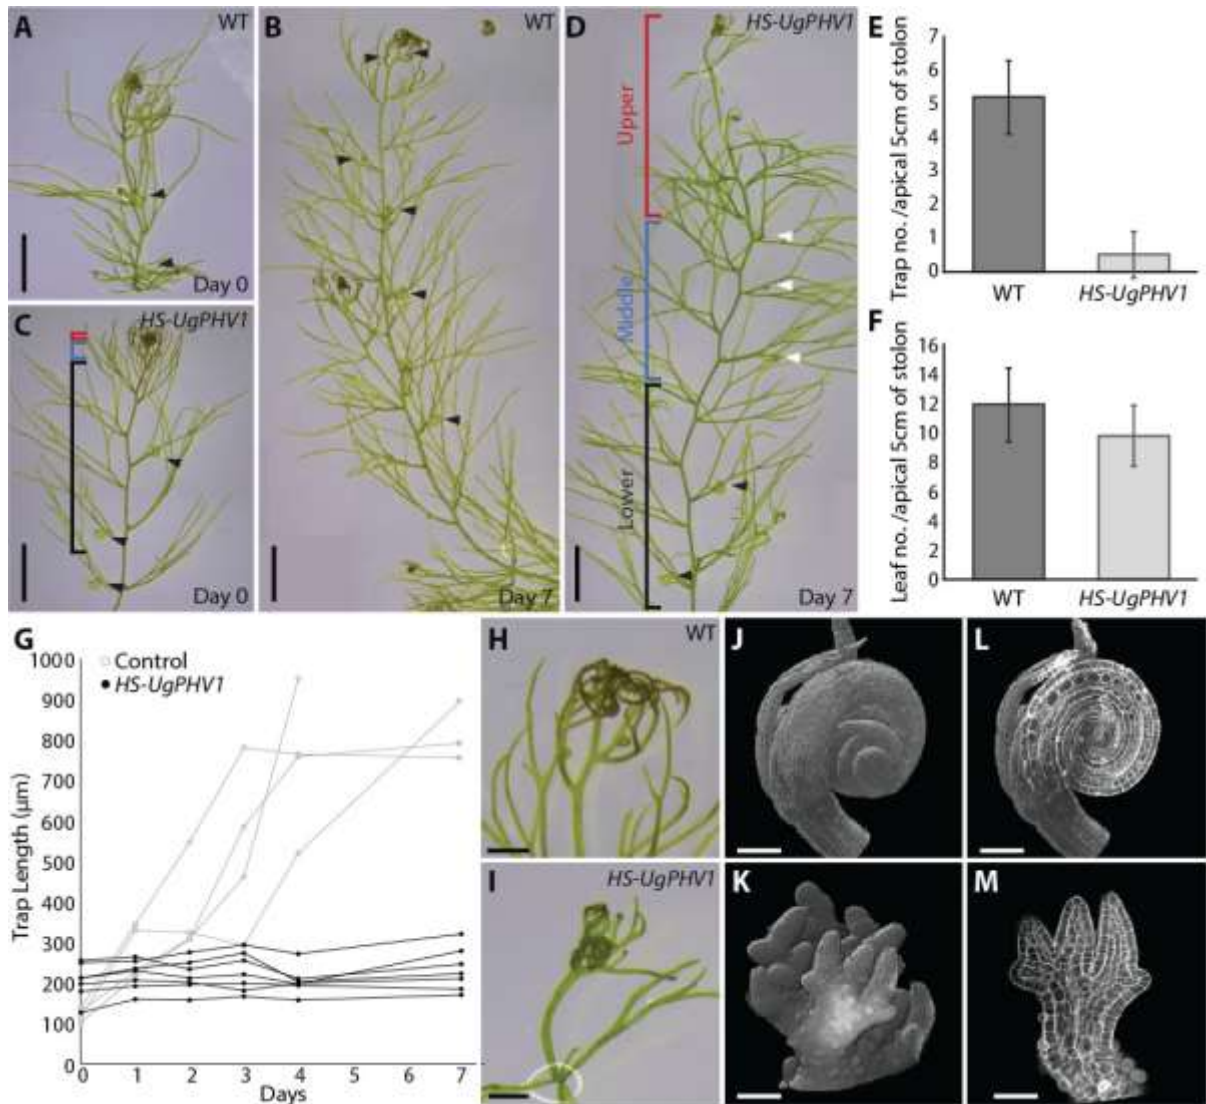 A
WT
Day 0
B
WT
Day 7
C
HS-UgPHV1
Day 0
D
HS-UgPHV1
Upper
Middle
Lower
Day 7
E
Trap no. /apical 5cm of stolon
7
6
5
4
3
2
1
0
WT
HS-UgPHV1
F
Leaf no. /apical 5cm of stolon
16
14
12
10
8
6
4
2
0
WT
HS-UgPHV1
G
Control
HS-UgPHV1
Trap Length (μm)
1000
900
800
700
600
500
400
300
200
100
0
0 1 2 3 4 5 6 7
Days
H
WT
I
HS-UgPHV1
J
K
L
M